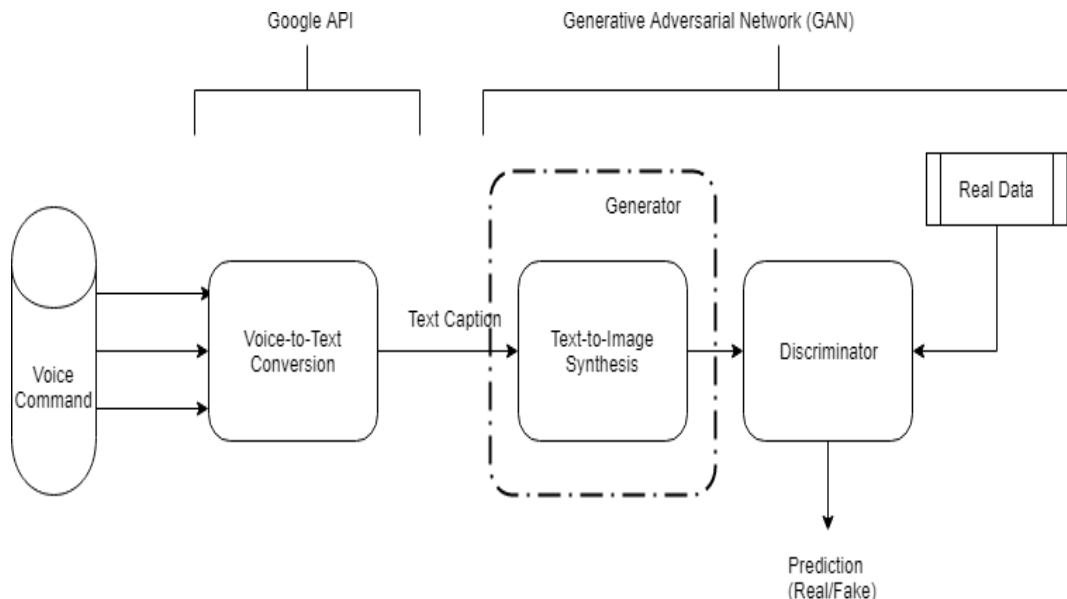 Google API
Generative Adversarial Network (GAN)
Real Data
Generator
Text Caption
Voice
Command
Voice-to-Text
Conversion
Text-to-Image
Synthesis
Discriminator
Prediction
(Real/Fake)